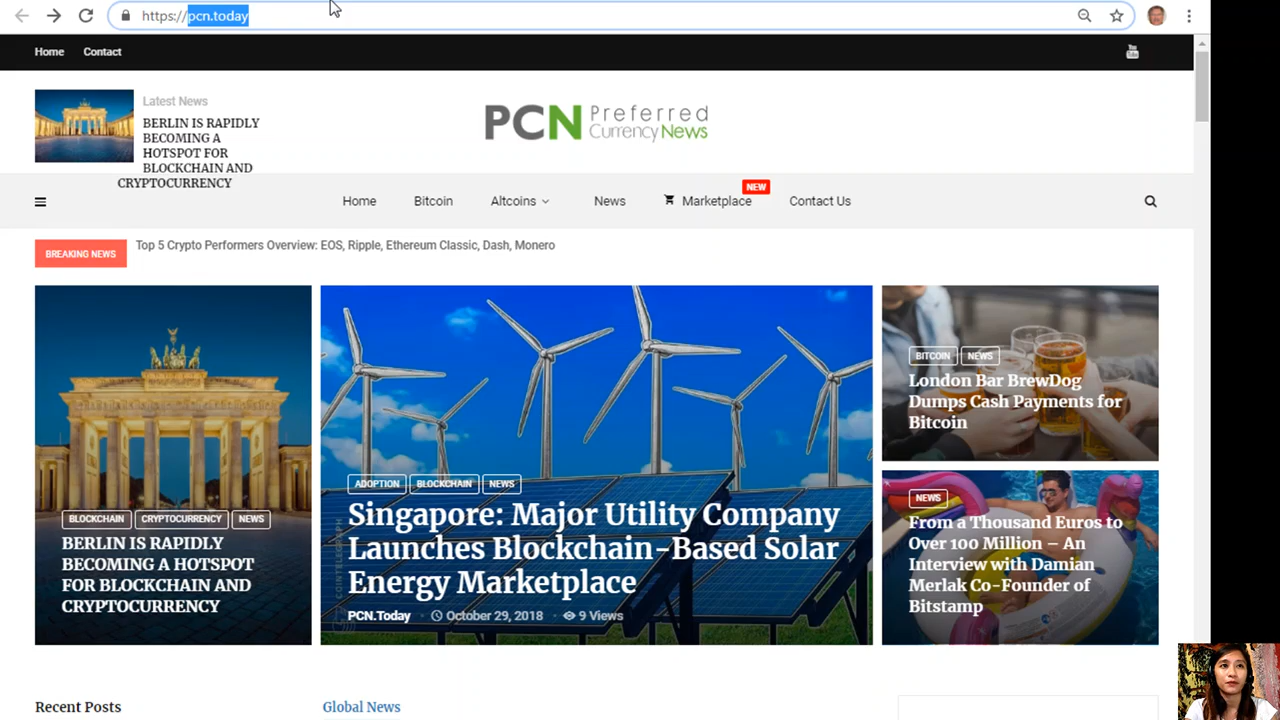 https://pcn.today
Home
Contact
You
Tube
Latest News
BERLIN IS RAPIDLY
BECOMING A
HOTSPOT FOR
BLOCKCHAIN AND
CRYPTOCURRENCY
PCN Preferred
Currency News
NEW
Home
Bitcoin
Altcoins
News
Marketplace
Contact Us
BREAKING NEWS
Top 5 Crypto Performers Overview: EOS, Ripple, Ethereum Classic, Dash, Monero
BLOCKCHAIN
CRYPTOCURRENCY
NEWS
BERLIN IS RAPIDLY
BECOMING A HOTSPOT
FOR BLOCKCHAIN AND
CRYPTOCURRENCY
COINTELEGRAPH
ADOPTION
BLOCKCHAIN
NEWS
Singapore: Major Utility Company
Launches Blockchain-Based Solar
Energy Marketplace
PCN.Today
October 29, 2018
9 Views
BITCOIN
NEWS
London Bar BrewDog
Dumps Cash Payments for
Bitcoin
NEWS
From a Thousand Euros to
Over 100 Million – An
Interview with Damian
Merlak Co-Founder of
Bitstamp
Recent Posts
Global News